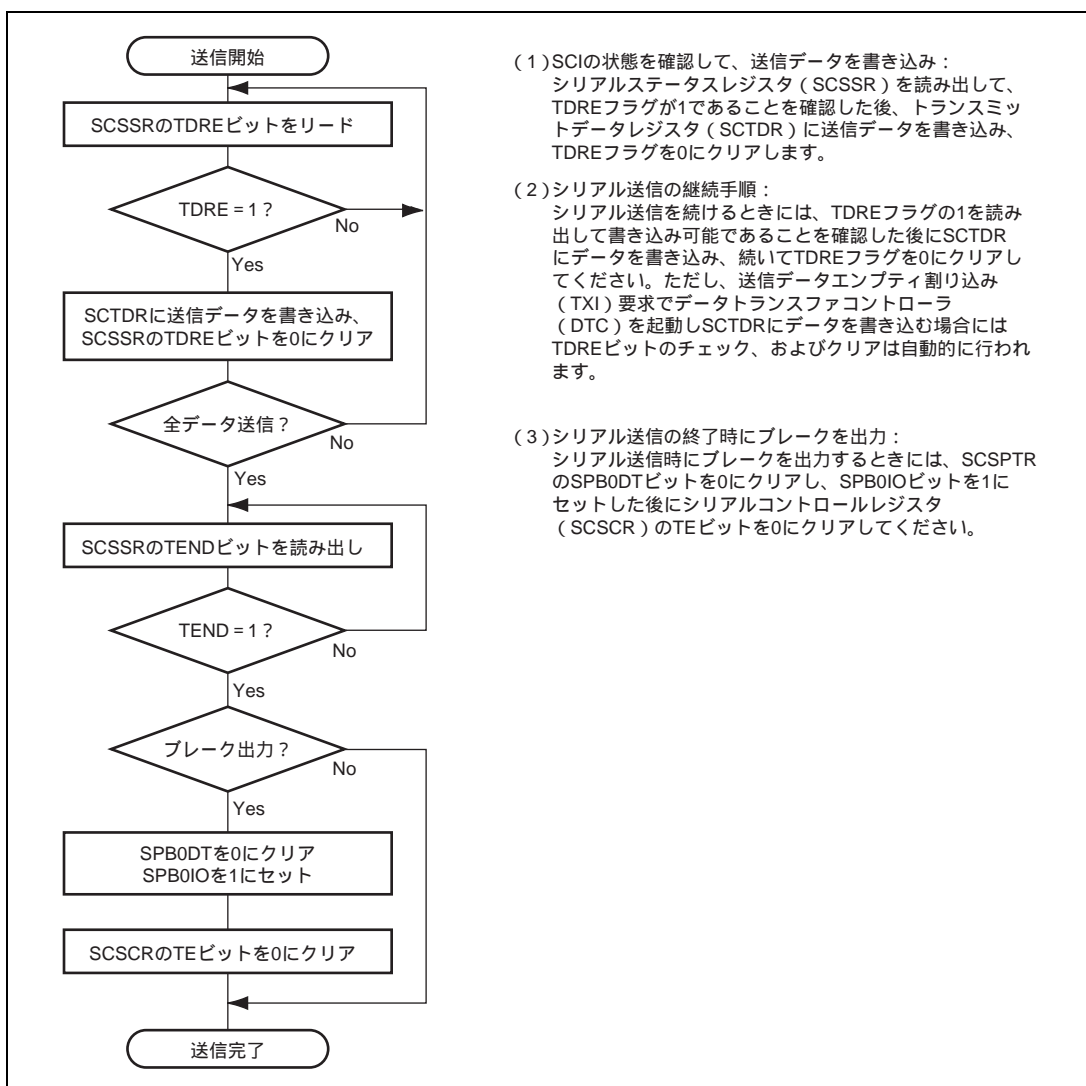 送信開始
SCSSRのTDREビットをリード
TDRE = 1 ?
No
Yes
SCTDRに送信データを書き込み、
SCSSRのTDREビットを0にクリア
全データ送信？
No
Yes
SCSSRのTENDビットを読み出し
TEND = 1 ?
No
Yes
ブレーク出力？
No
Yes
SPB0DTを0にクリア
SPB0IOを1にセット
SCSCRのTEビットを0にクリア
送信完了
（1）SCIの状態を確認して、送信データを書き込み：
シリアルステータスレジスタ（SCSSR）を読み出して、
TDREフラグが1であることを確認した後、トランスミッ
トデータレジスタ（SCTDR）に送信データを書き込み、
TDREフラグを0にクリアします。
（2）シリアル送信の継続手順：
シリアル送信を続けるときには、TDREフラグの1を読み
出して書き込み可能であることを確認した後にSCTDR
にデータを書き込み、続いてTDREフラグを0にクリアし
てください。ただし、送信データエンプティ割り込み
（TXI）要求でデータトランスファコントローラ
（DTC）を起動しSCTDRにデータを書き込む場合には
TDREビットのチェック、およびクリアは自動的に行われ
ます。
（3）シリアル送信の終了時にブレークを出力：
シリアル送信時にブレークを出力するときには、SCSPTR
のSPB0DTビットを0にクリアし、SPB0IOビットを1に
セットした後にシリアルコントロールレジスタ
（SCSCR）のTEビットを0にクリアしてください。